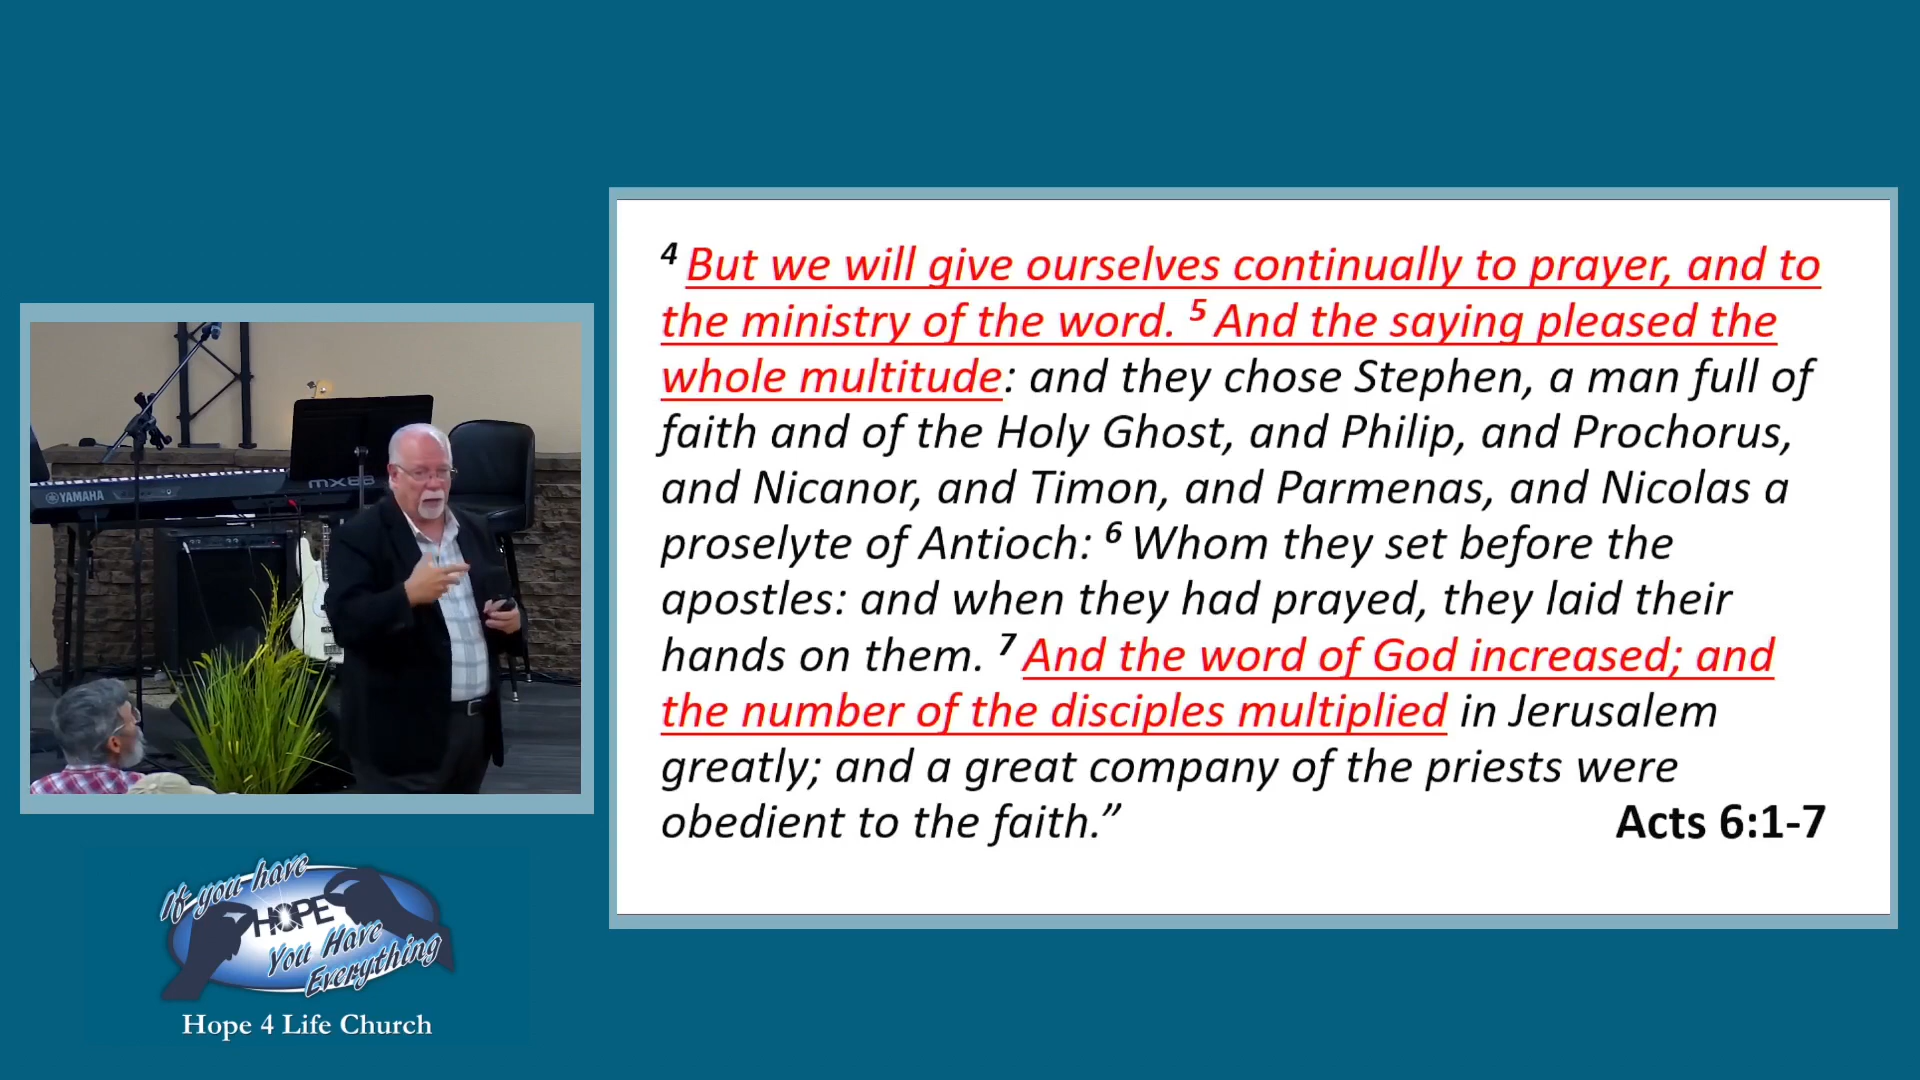 4 But we will give ourselves continually to prayer, and to
the ministry of the word. 5 And the saying pleased the
whole multitude: and they chose Stephen, a man full of
faith and of the Holy Ghost, and Philip, and Prochorus,
and Nicanor, and Timon, and Parmenas, and Nicolas a
proselyte of Antioch: 6 Whom they set before the
apostles: and when they had prayed, they laid their
hands on them. 7 And the word of God increased; and
the number of the disciples multiplied in Jerusalem
greatly; and a great company of the priests were
obedient to the faith.” Acts 6:1-7
YAMAHA
MX88
If you have
HOPE
You Have
Everything
Hope 4 Life Church